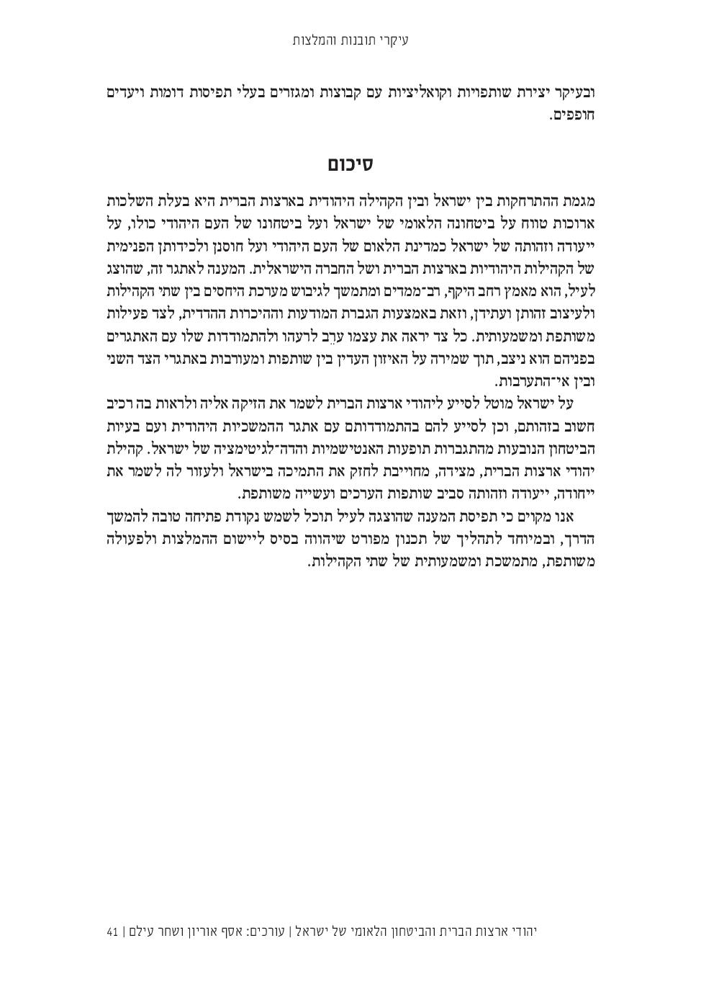 עיקרי תובנות והמלצות
ובעיקר יצירת שותפויות וקואליציות עם קבוצות ומגזרים בעלי תפיסות דומות ויעדים
חופפים.
סיכום
מגמת ההתרחקות בין ישראל ובין הקהילה היהודית בארצות הברית היא בעלת השלכות
ארוכות טווח על ביטחונה הלאומי של ישראל ועל ביטחונו של העם היהודי כולו, על
ייעודה וזהותה של ישראל כמדינת הלאום של העם היהודי ועל חוסנן ולכידותן הפנימית
של הקהילות היהודיות בארצות הברית ושל החברה הישראלית. המענה לאתגר זה, שהוצג
לעיל, הוא מאמץ רחב היקף, רב־ממדים ומתמשך לגיבוש מערכת היחסים בין שתי הקהילות
ולעיצוב זהותן ועתידן, וזאת באמצעות הגברת המודעות וההיכרות ההדדית, לצד פעילות
משותפת ומשמעותית. כל צד יראה את עצמו ערֵב לרעהו ולהתמודדות שלו עם האתגרים
בפניהם הוא ניצב, תוך שמירה על האיזון העדין בין שותפות ומעורבות באתגרי הצד השני
ובין אי־התערבות.
על ישראל מוטל לסייע ליהודי ארצות הברית לשמר את הזיקה אליה ולראות בה רכיב
חשוב בזהותם, וכן לסייע להם בהתמודדותם עם אתגר ההמשכיות היהודית ועם בעיות
הביטחון הנובעות מהתגברות תופעות האנטישמיות והדה־לגיטימציה של ישראל. קהילת
יהודי ארצות הברית, מצידה, מחוייבת לחזק את התמיכה בישראל ולעזור לה לשמר את
ייחודה, ייעודה וזהותה סביב שותפות הערכים ועשייה משותפת.
אנו מקוים כי תפיסת המענה שהוצגה לעיל תוכל לשמש נקודת פתיחה טובה להמשך
הדרך, ובמיוחד לתהליך של תכנון מפורט שיהווה בסיס ליישום ההמלצות ולפעולה
משותפת, מתמשכת ומשמעותית של שתי הקהילות.
יהודי ארצות הברית והביטחון הלאומי של ישראל | עורכים: אסף אוריון ושחר עילם | 41